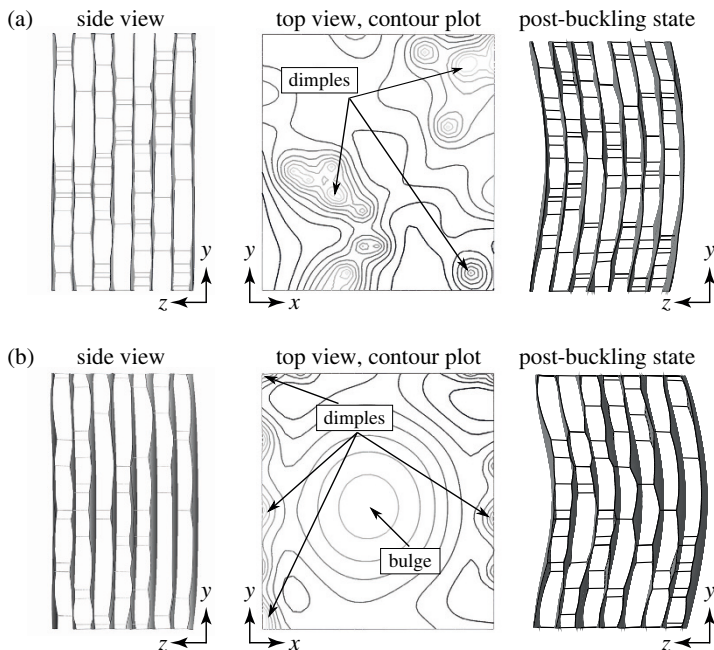 (a) side view top view, contour plot post-buckling state
dimples
y y y
z x z
(b) side view top view, contour plot post-buckling state
dimples
bulge
y y y
z x z